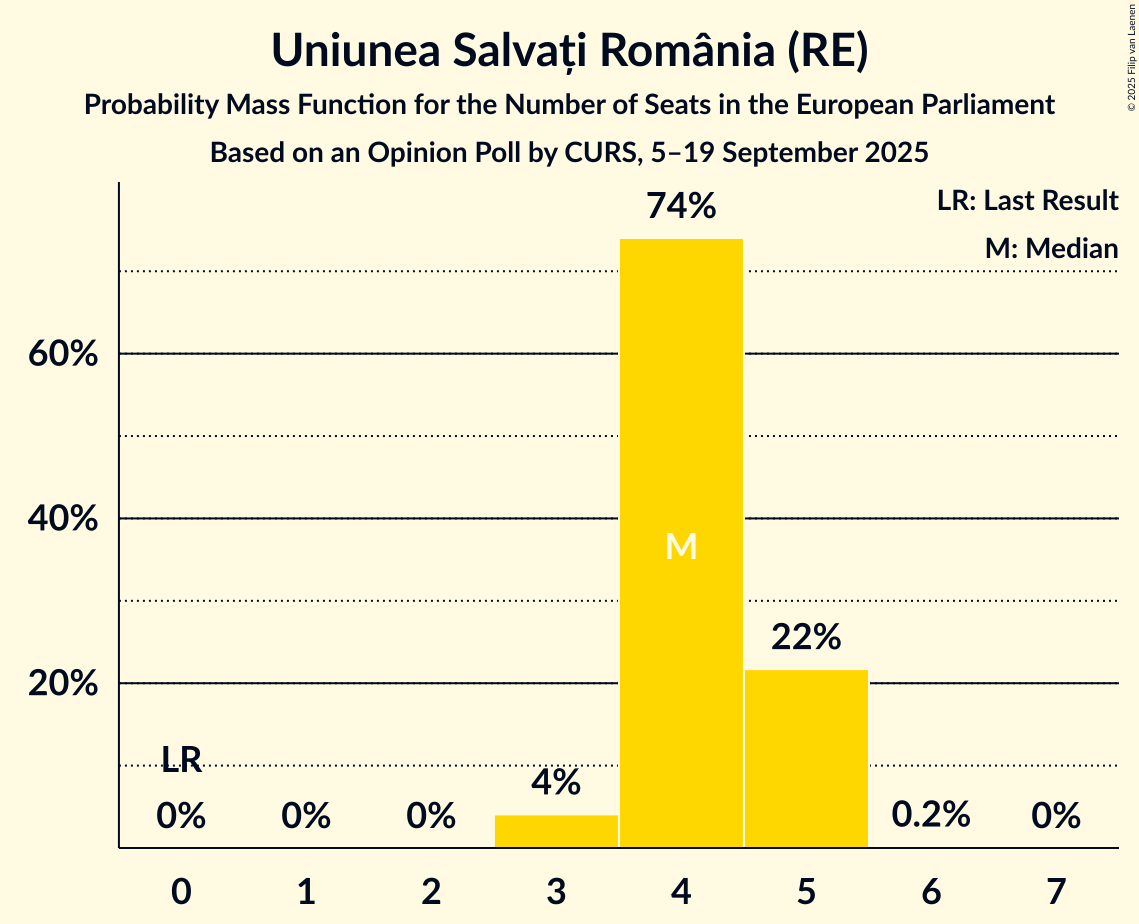 Uniunea Salvați România (RE)
Probability Mass Function for the Number of Seats in the European Parliament
Based on an Opinion Poll by CURS, 5–19 September 2025
© 2025 Filip van Laenen
LR: Last Result
M: Median
74%
60%
40%
M
22%
20%
LR
4%
0% 0% 0% 0.2% 0%
0 1 2 3 4 5 6 7